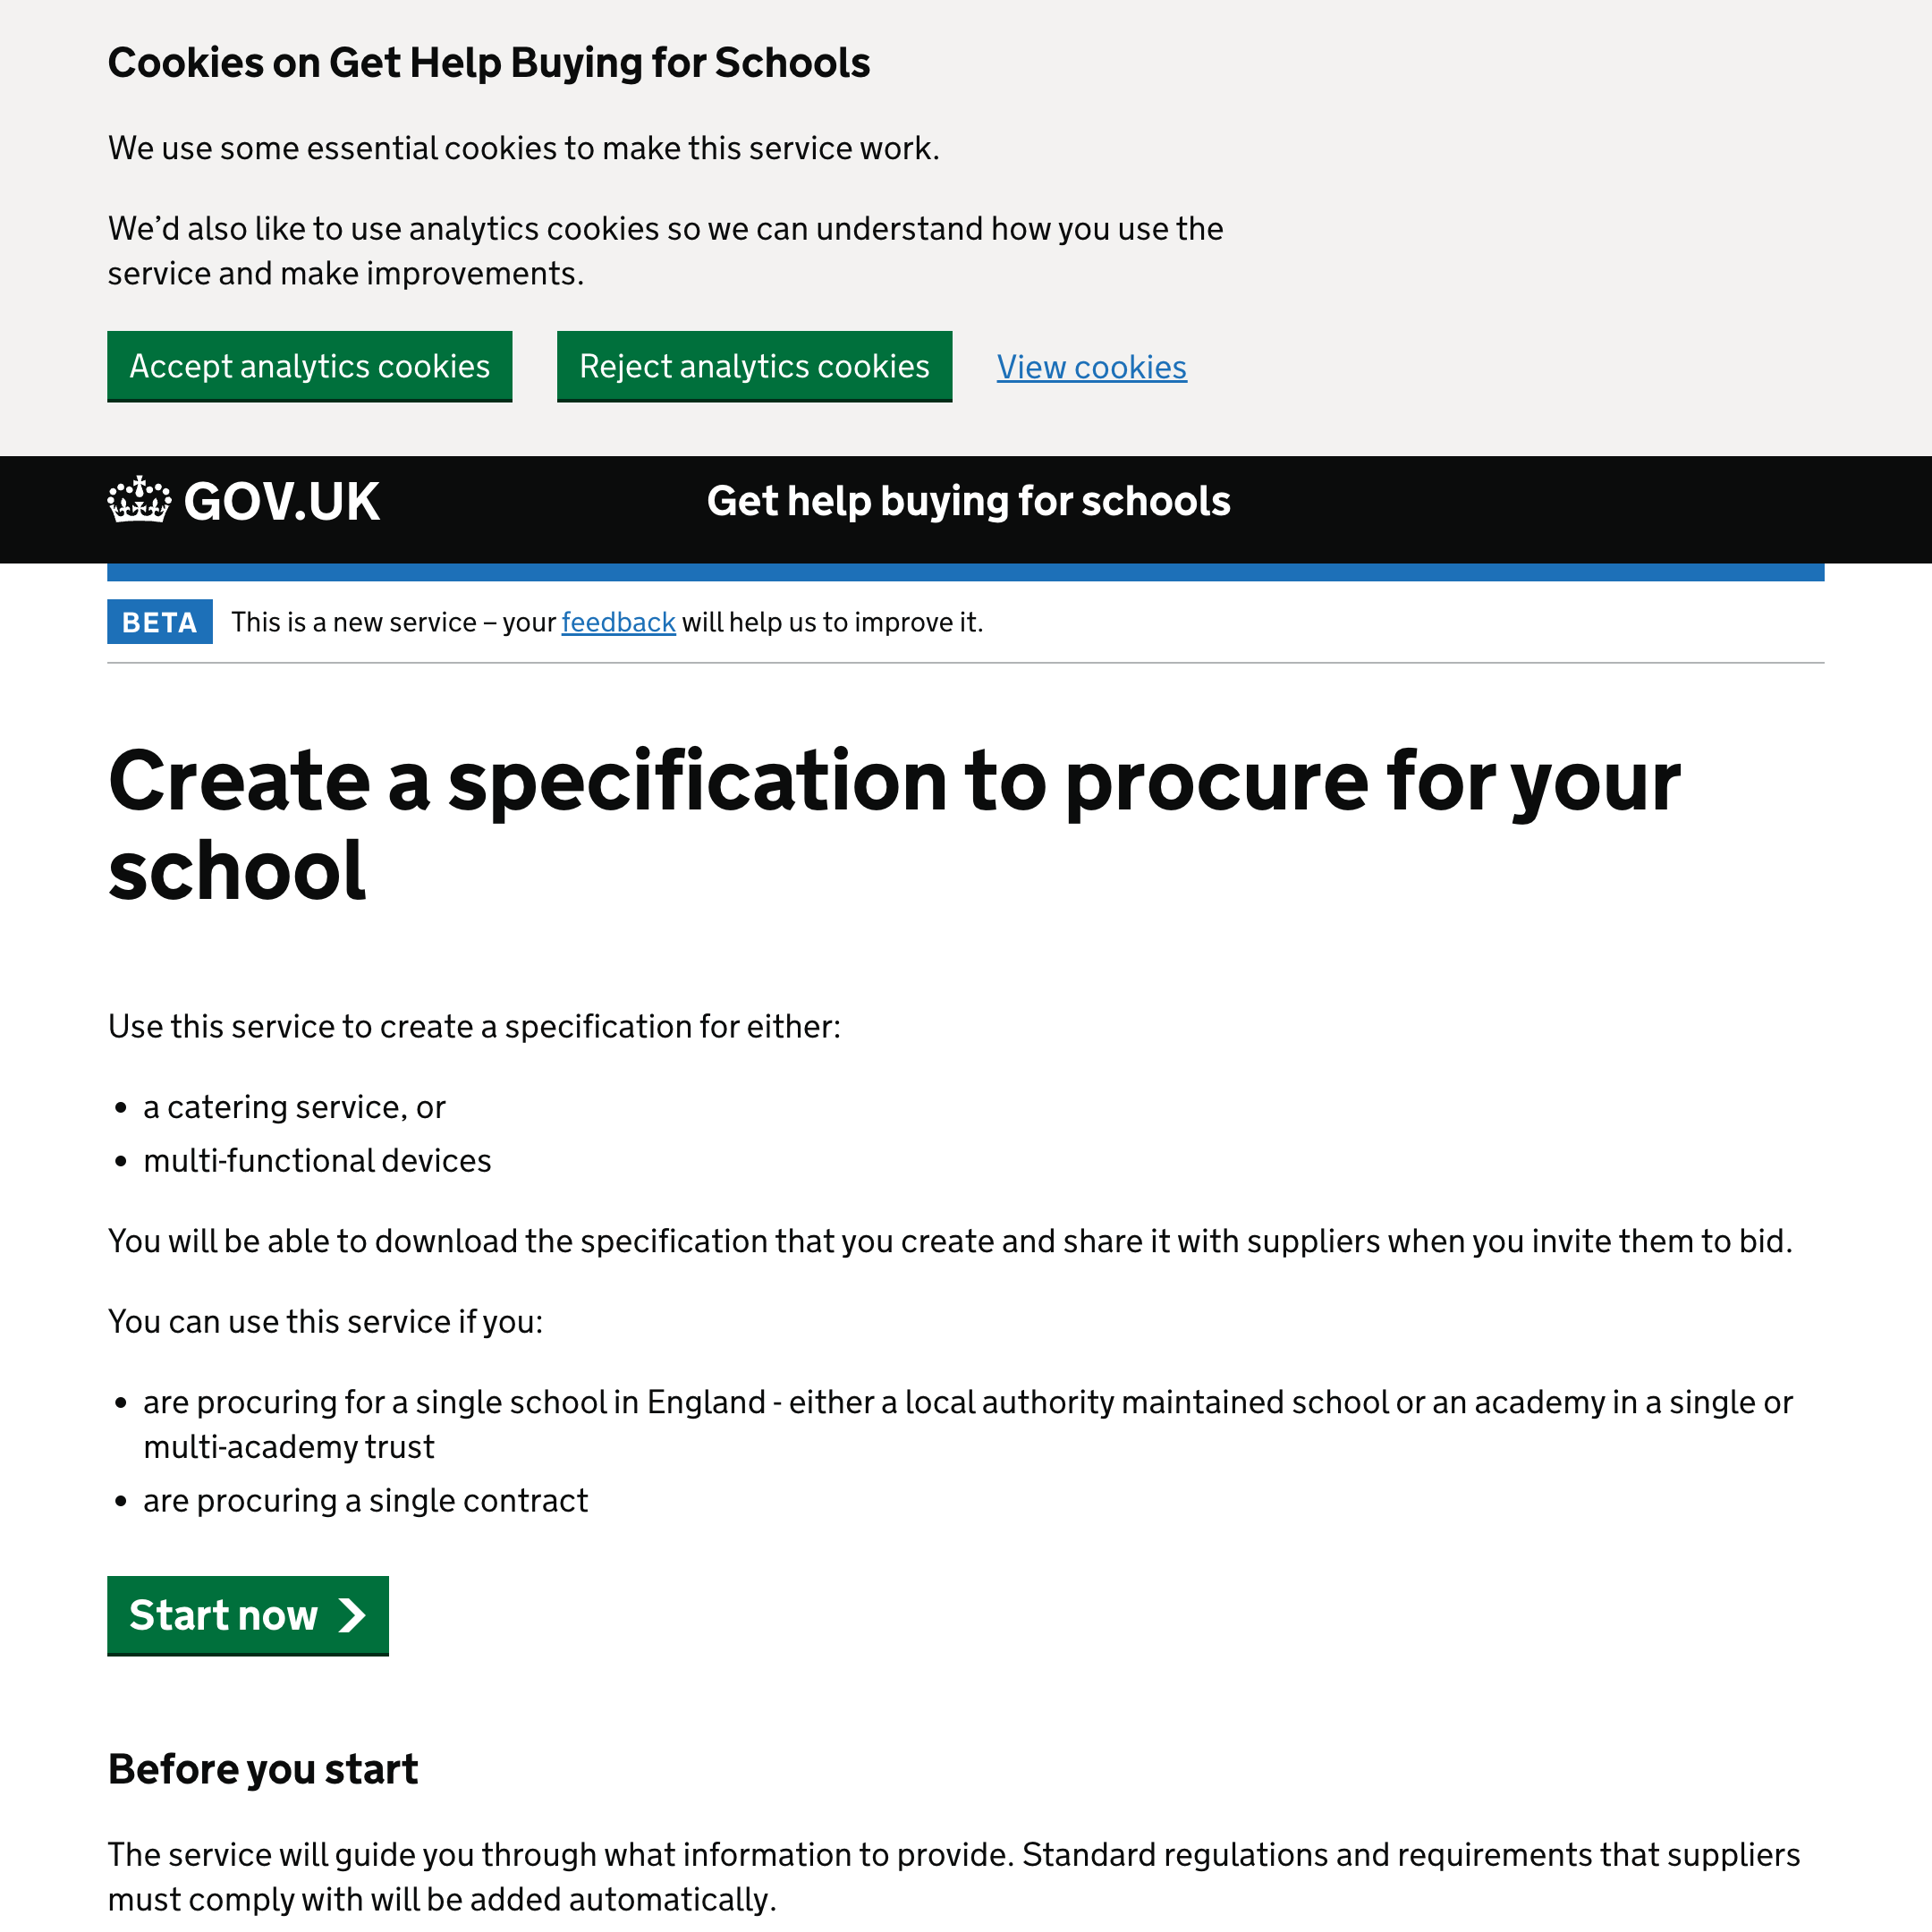 Cookies on Get Help Buying for Schools
We use some essential cookies to make this service work.
We’d also like to use analytics cookies so we can understand how you use the
service and make improvements.
Accept analytics cookies
Reject analytics cookies
View cookies
GOV.UK
Get help buying for schools
BETA
This is a new service – your feedback will help us to improve it.
Create a specification to procure for your
school
Use this service to create a specification for either:
• a catering service, or
• multi-functional devices
You will be able to download the specification that you create and share it with suppliers when you invite them to bid.
You can use this service if you:
• are procuring for a single school in England - either a local authority maintained school or an academy in a single or
multi-academy trust
• are procuring a single contract
Start now
Before you start
The service will guide you through what information to provide. Standard regulations and requirements that suppliers
must comply with will be added automatically.